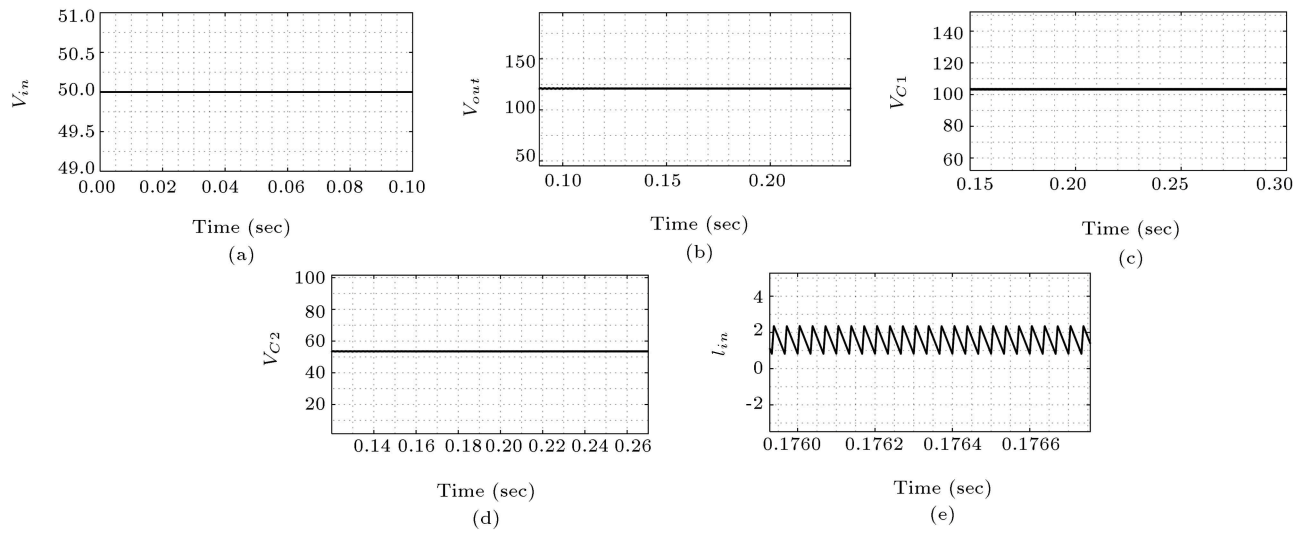 V_in
51.0
50.5
50.0
49.5
49.0
0.00 0.02 0.04 0.06 0.08 0.10
Time (sec)
(a)
V_out
150
100
50
0.10 0.15 0.20
Time (sec)
(b)
V_C1
140
120
100
80
60
0.15 0.20 0.25 0.30
Time (sec)
(c)
V_C2
100
80
60
40
20
0.14 0.16 0.18 0.20 0.22 0.24 0.26
Time (sec)
(d)
l_in
4
2
0
-2
0.1760 0.1762 0.1764 0.1766
Time (sec)
(e)